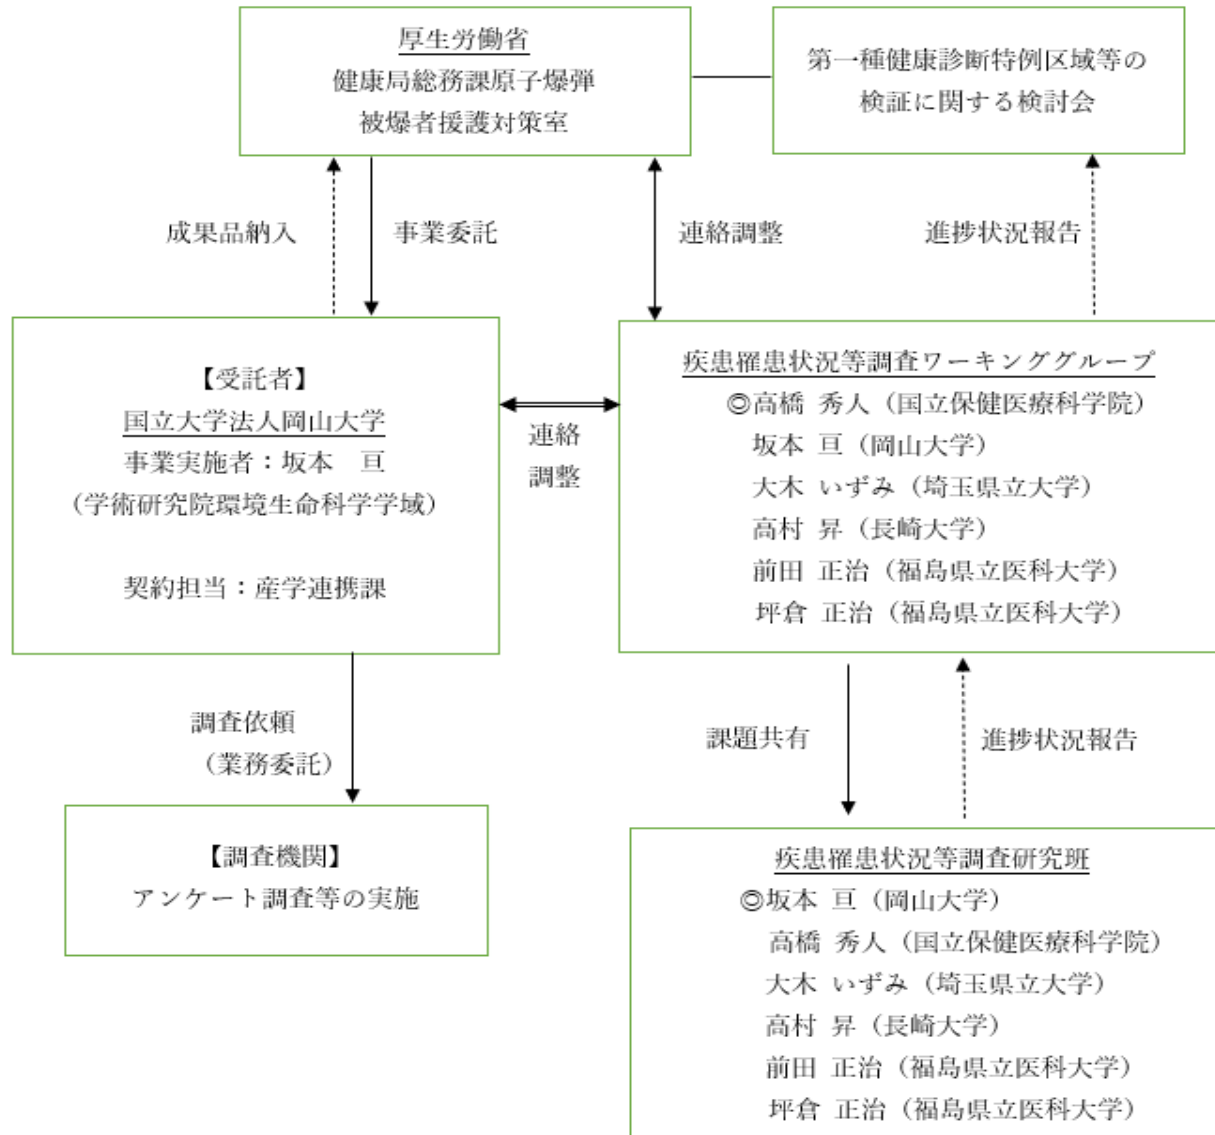 厚生労働省
健康局総務課原子爆弾
被爆者援護対策室
第一種健康診断特例区域等の
検証に関する検討会
成果品納入
事業委託
連絡調整
進捗状況報告
【受託者】
国立大学法人岡山大学
事業実施者：坂本　亘
（学術研究院環境生命科学学域）
契約担当：産学連携課
連絡
調整
疾患罹患状況等調査ワーキンググループ
◎高橋 秀人（国立保健医療科学院）
坂本 亘（岡山大学）
大木 いずみ（埼玉県立大学）
高村 昇（長崎大学）
前田 正治（福島県立医科大学）
坪倉 正治（福島県立医科大学）
調査依頼
（業務委託）
課題共有
進捗状況報告
【調査機関】
アンケート調査等の実施
疾患罹患状況等調査研究班
◎坂本 亘（岡山大学）
高橋 秀人（国立保健医療科学院）
大木 いずみ（埼玉県立大学）
高村 昇（長崎大学）
前田 正治（福島県立医科大学）
坪倉 正治（福島県立医科大学）